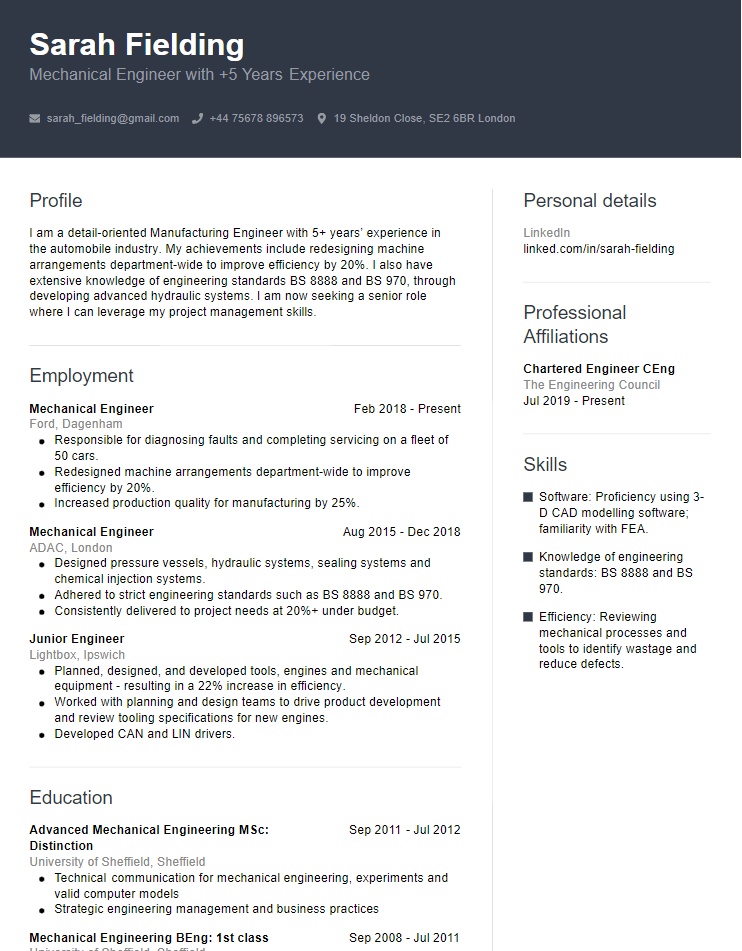 Sarah Fielding
Mechanical Engineer with +5 Years Experience
sarah_fielding@gmail.com +44 75678 896573 19 Sheldon Close, SE2 6BR London
Profile
I am a detail-oriented Manufacturing Engineer with 5+ years’ experience in
the automobile industry. My achievements include redesigning machine
arrangements department-wide to improve efficiency by 20%. I also have
extensive knowledge of engineering standards BS 8888 and BS 970, through
developing advanced hydraulic systems. I am now seeking a senior role
where I can leverage my project management skills.
Employment
Mechanical Engineer Feb 2018 - Present
Ford, Dagenham
● Responsible for diagnosing faults and completing servicing on a fleet of
50 cars.
● Redesigned machine arrangements department-wide to improve
efficiency by 20%.
● Increased production quality for manufacturing by 25%.
Mechanical Engineer Aug 2015 - Dec 2018
ADAC, London
● Designed pressure vessels, hydraulic systems, sealing systems and
chemical injection systems.
● Adhered to strict engineering standards such as BS 8888 and BS 970.
● Consistently delivered to project needs at 20%+ under budget.
Junior Engineer Sep 2012 - Jul 2015
Lightbox, Ipswich
● Planned, designed, and developed tools, engines and mechanical
equipment - resulting in a 22% increase in efficiency.
● Worked with planning and design teams to drive product development
and review tooling specifications for new engines.
● Developed CAN and LIN drivers.
Education
Advanced Mechanical Engineering MSc: Sep 2011 - Jul 2012
Distinction
University of Sheffield, Sheffield
● Technical communication for mechanical engineering, experiments and
valid computer models
● Strategic engineering management and business practices
Mechanical Engineering BEng: 1st class Sep 2008 - Jul 2011
University of Sheffield, Sheffield
Personal details
LinkedIn
linked.com/in/sarah-fielding
Professional
Affiliations
Chartered Engineer CEng
The Engineering Council
Jul 2019 - Present
Skills
■ Software: Proficiency using 3-
D CAD modelling software;
familiarity with FEA.
■ Knowledge of engineering
standards: BS 8888 and BS
970.
■ Efficiency: Reviewing
mechanical processes and
tools to identify wastage and
reduce defects.